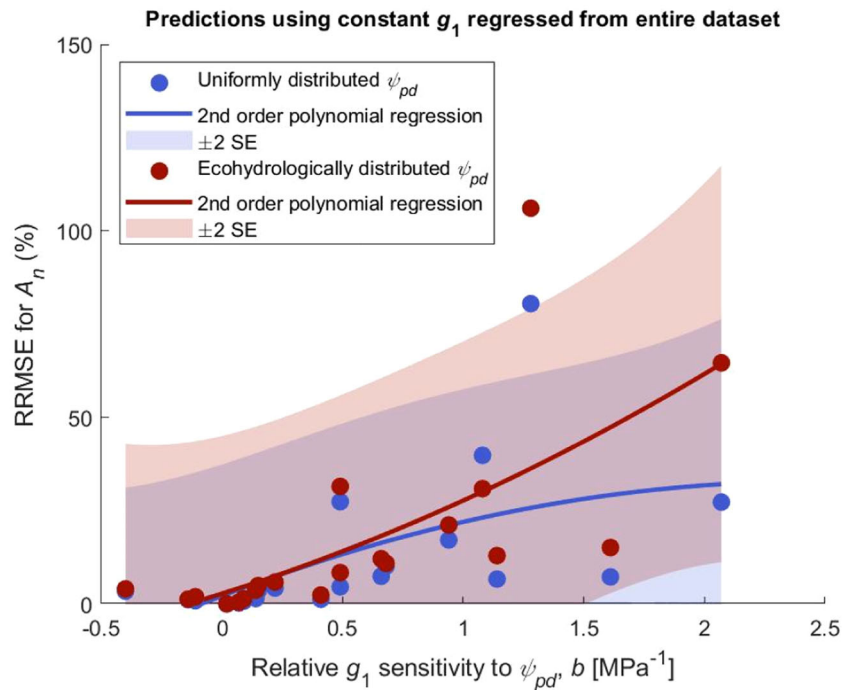 Predictions using constant g1 regressed from entire dataset
150
Uniformly distributed ψpd
2nd order polynomial regression
±2 SE
Ecohydrologically distributed ψpd
2nd order polynomial regression
±2 SE
100
RRMSE for An (%)
50
0
-0.5 0 0.5 1 1.5 2 2.5
Relative g1 sensitivity to ψpd, b [MPa-1]